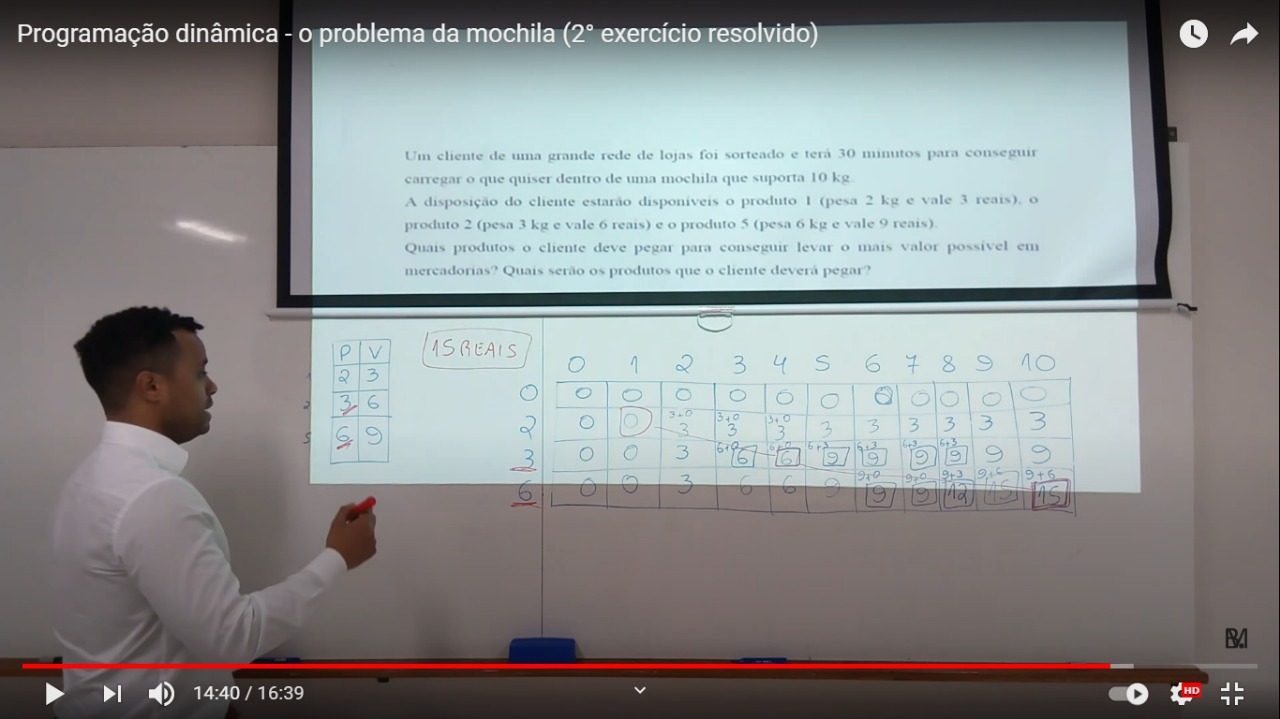 Programação dinâmica - o problema da mochila (2° exercício resolvido)
Um cliente de uma grande rede de lojas foi sorteado e terá 30 minutos para conseguir
carregar o que quiser dentro de uma mochila que suporta 10 kg.
A disposição do cliente estarão disponíveis o produto 1 (pesa 2 kg e vale 3 reais), o
produto 2 (pesa 3 kg e vale 6 reais) e o produto 5 (pesa 6 kg e vale 9 reais).
Quais produtos o cliente deve pegar para conseguir levar o mais valor possível em
mercadorias? Quais serão os produtos que o cliente deverá pegar?
P V
2 3
2 3 6
5 6 9
15 REAIS
0 1 2 3 4 5 6 7 8 9 10
0 0 0 0 0 0 0 0 0 0 0 0
3+0 3+0 3+0
2 0 0 3 3 3 3 3 3 3 3 3
6+0 6+0 6+3 6+3 6+3 6+3
3 0 0 3 6 6 9 9 9 9 9 9
9+0 9+0 9+3 9+6 9+6
6 0 0 3 6 6 9 9 9 12 15 15
14:40 / 16:39
HD